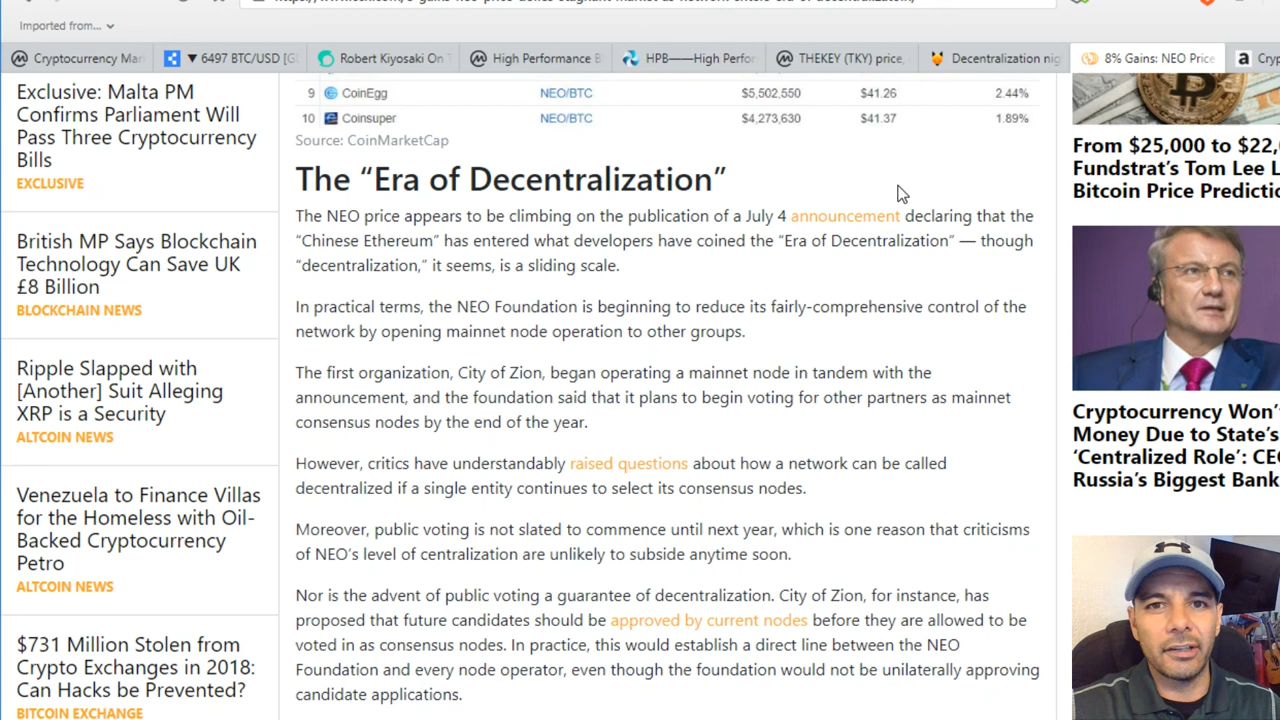 Imported from...
Cryptocurrency Mar
▼ 6497 BTC/USD [G
Robert Kiyosaki On T
High Performance B
HPB——High Perfo
THEKEY (TKY) price,
Decentralization nig
8% Gains: NEO Price
a Cryp
Exclusive: Malta PM
Confirms Parliament Will
Pass Three Cryptocurrency
Bills
EXCLUSIVE
British MP Says Blockchain
Technology Can Save UK
£8 Billion
BLOCKCHAIN NEWS
Ripple Slapped with
[Another] Suit Alleging
XRP is a Security
ALTCOIN NEWS
Venezuela to Finance Villas
for the Homeless with Oil-
Backed Cryptocurrency
Petro
ALTCOIN NEWS
$731 Million Stolen from
Crypto Exchanges in 2018:
Can Hacks be Prevented?
BITCOIN EXCHANGE
9 CoinEgg NEO/BTC $5,502,550 $41.26 2.44%
10 Coinsuper NEO/BTC $4,273,630 $41.37 1.89%
Source: CoinMarketCap
The “Era of Decentralization”
The NEO price appears to be climbing on the publication of a July 4 announcement declaring that the
“Chinese Ethereum” has entered what developers have coined the “Era of Decentralization” — though
“decentralization,” it seems, is a sliding scale.
In practical terms, the NEO Foundation is beginning to reduce its fairly-comprehensive control of the
network by opening mainnet node operation to other groups.
The first organization, City of Zion, began operating a mainnet node in tandem with the
announcement, and the foundation said that it plans to begin voting for other partners as mainnet
consensus nodes by the end of the year.
However, critics have understandably raised questions about how a network can be called
decentralized if a single entity continues to select its consensus nodes.
Moreover, public voting is not slated to commence until next year, which is one reason that criticisms
of NEO’s level of centralization are unlikely to subside anytime soon.
Nor is the advent of public voting a guarantee of decentralization. City of Zion, for instance, has
proposed that future candidates should be approved by current nodes before they are allowed to be
voted in as consensus nodes. In practice, this would establish a direct line between the NEO
Foundation and every node operator, even though the foundation would not be unilaterally approving
candidate applications.
From $25,000 to $22,
Fundstrat’s Tom Lee L
Bitcoin Price Predictio
Cryptocurrency Won’
Money Due to State’s
‘Centralized Role’: CE
Russia’s Biggest Bank